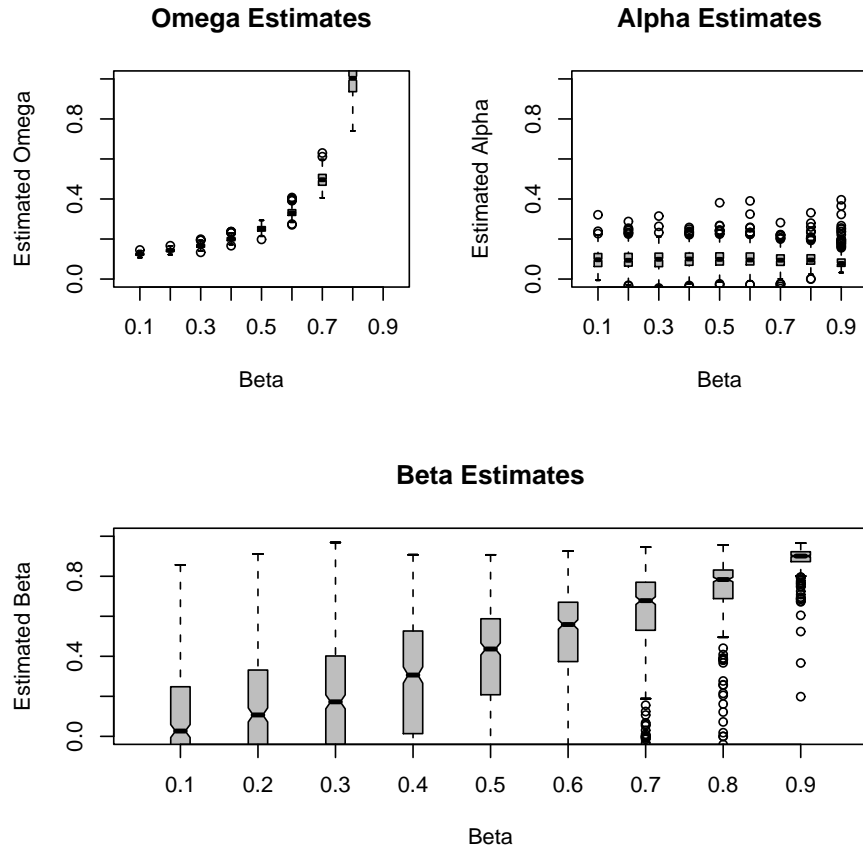 Omega Estimates
Estimated Omega
0.0 0.4 0.8
0.1 0.3 0.5 0.7 0.9
Beta
Alpha Estimates
Estimated Alpha
0.0 0.4 0.8
0.1 0.3 0.5 0.7 0.9
Beta
Beta Estimates
Estimated Beta
0.0 0.4 0.8
0.1 0.2 0.3 0.4 0.5 0.6 0.7 0.8 0.9
Beta